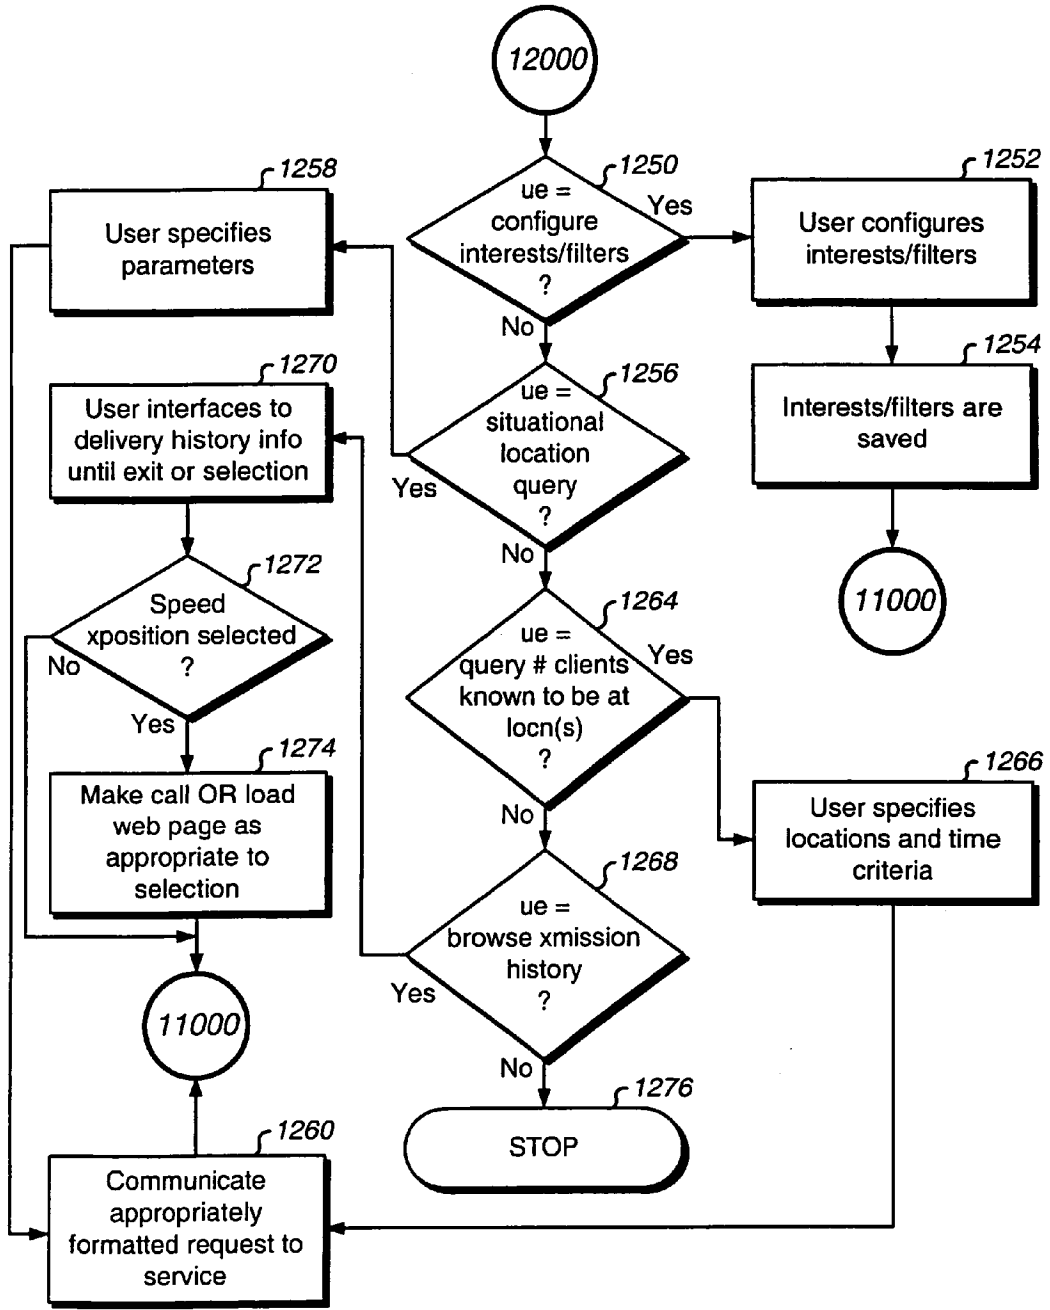 12000
1250
ue =
configure
interests/filters
?
Yes
No
1252
User configures
interests/filters
1254
Interests/filters are
saved
11000
1256
ue =
situational
location
query
?
Yes
No
1258
User specifies
parameters
1264
ue =
query # clients
known to be at
locn(s)
?
Yes
No
1266
User specifies
locations and time
criteria
1268
ue =
browse xmission
history
?
Yes
No
1276
STOP
1270
User interfaces to
delivery history info
until exit or selection
1272
Speed
xposition selected
?
No
Yes
1274
Make call OR load
web page as
appropriate to
selection
11000
1260
Communicate
appropriately
formatted request to
service